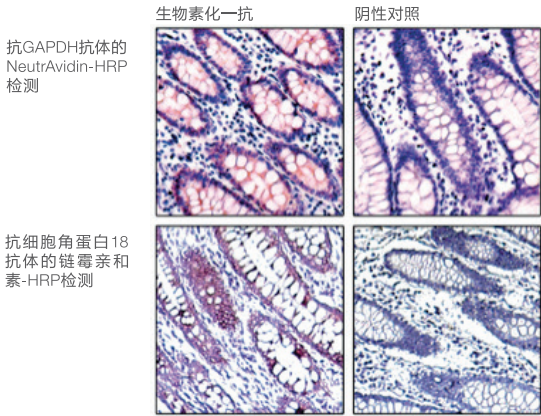 生物素化一抗
阴性对照
抗GAPDH抗体的
NeutrAvidin-HRP
检测
抗细胞角蛋白18
抗体的链霉亲和
素-HRP检测